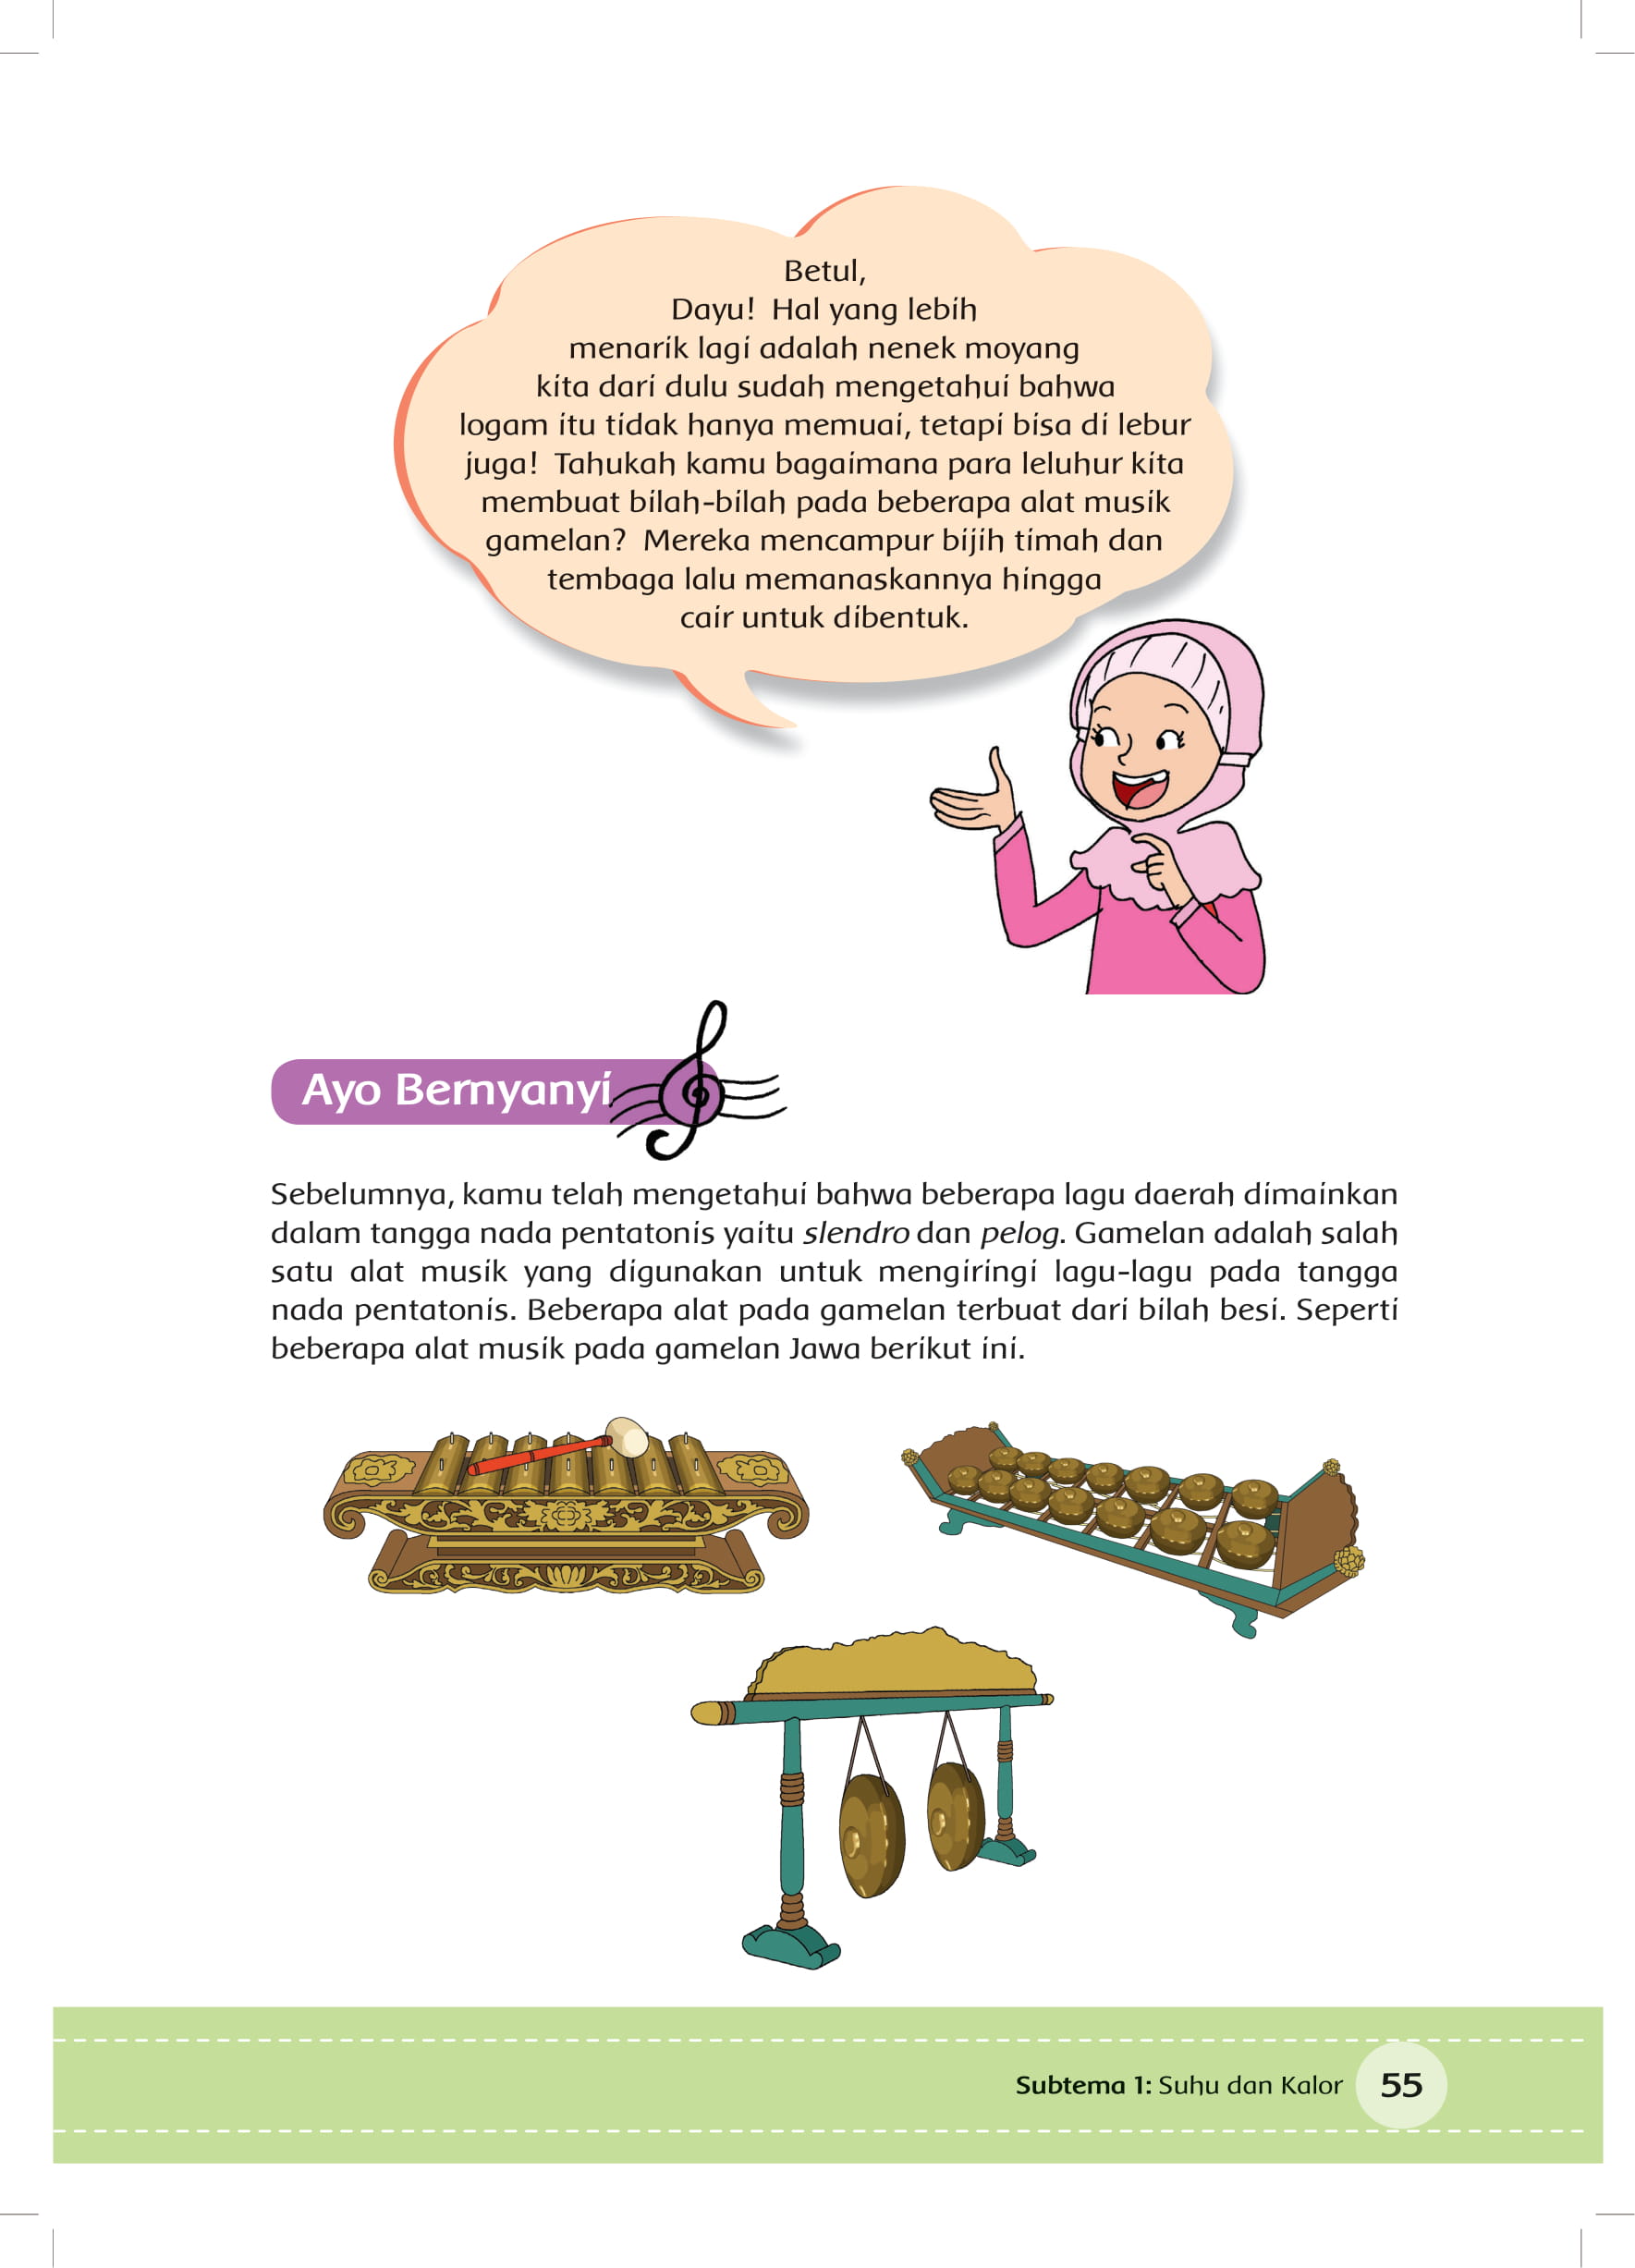 Betul,
Dayu! Hal yang lebih
menarik lagi adalah nenek moyang
kita dari dulu sudah mengetahui bahwa
logam itu tidak hanya memuai, tetapi bisa di lebur
juga! Tahukah kamu bagaimana para leluhur kita
membuat bilah-bilah pada beberapa alat musik
gamelan? Mereka mencampur bijih timah dan
tembaga lalu memanaskannya hingga
cair untuk dibentuk.
Ayo Bernyanyi
Sebelumnya, kamu telah mengetahui bahwa beberapa lagu daerah dimainkan
dalam tangga nada pentatonis yaitu slendro dan pelog. Gamelan adalah salah
satu alat musik yang digunakan untuk mengiringi lagu-lagu pada tangga
nada pentatonis. Beberapa alat pada gamelan terbuat dari bilah besi. Seperti
beberapa alat musik pada gamelan Jawa berikut ini.
Subtema 1: Suhu dan Kalor 55